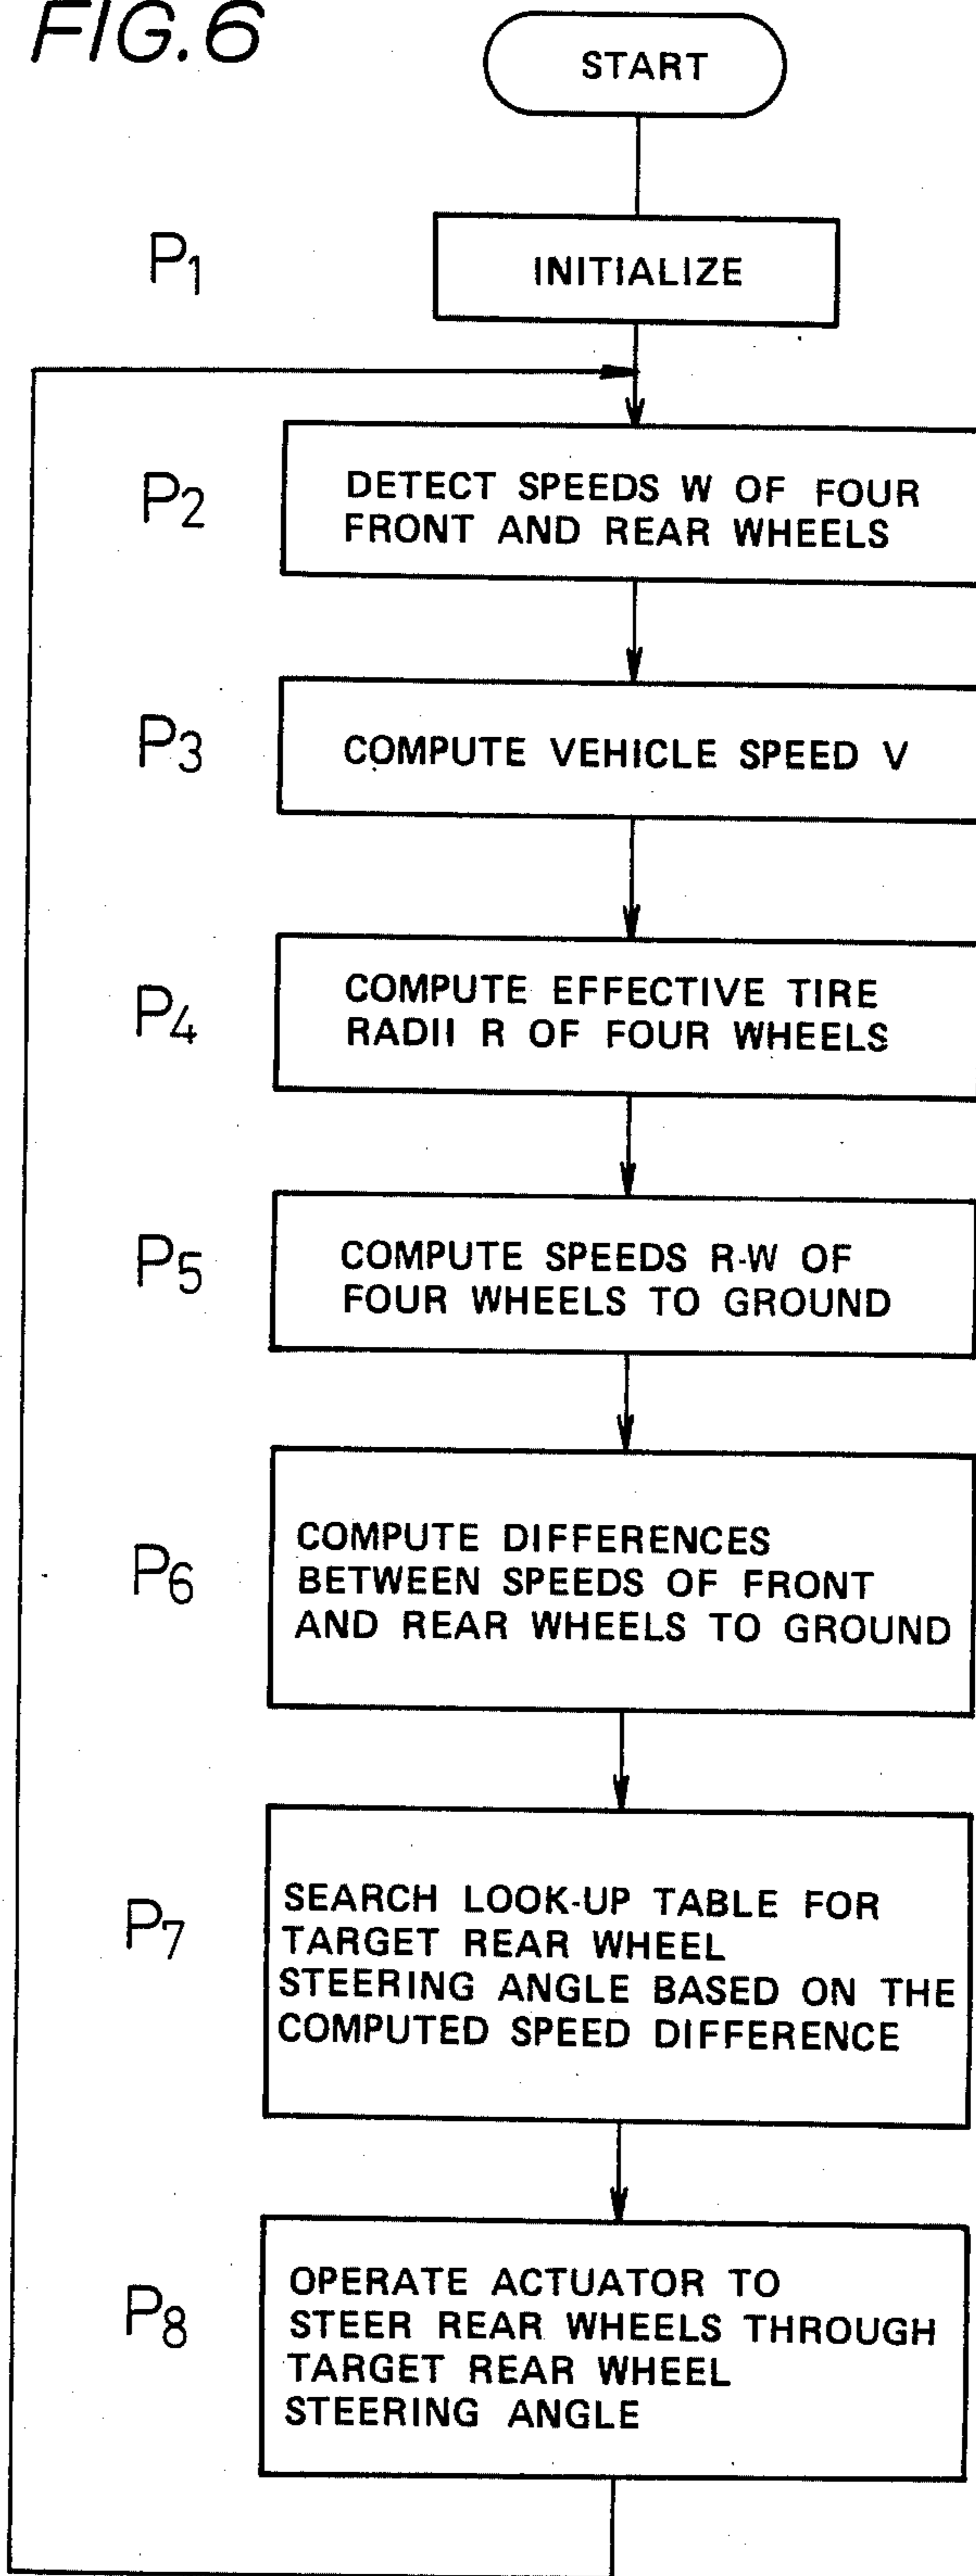 FIG.6
START
P1
INITIALIZE
P2
DETECT SPEEDS W OF FOUR
FRONT AND REAR WHEELS
P3
COMPUTE VEHICLE SPEED V
P4
COMPUTE EFFECTIVE TIRE
RADII R OF FOUR WHEELS
P5
COMPUTE SPEEDS R-W OF
FOUR WHEELS TO GROUND
P6
COMPUTE DIFFERENCES
BETWEEN SPEEDS OF FRONT
AND REAR WHEELS TO GROUND
P7
SEARCH LOOK-UP TABLE FOR
TARGET REAR WHEEL
STEERING ANGLE BASED ON THE
COMPUTED SPEED DIFFERENCE
P8
OPERATE ACTUATOR TO
STEER REAR WHEELS THROUGH
TARGET REAR WHEEL
STEERING ANGLE